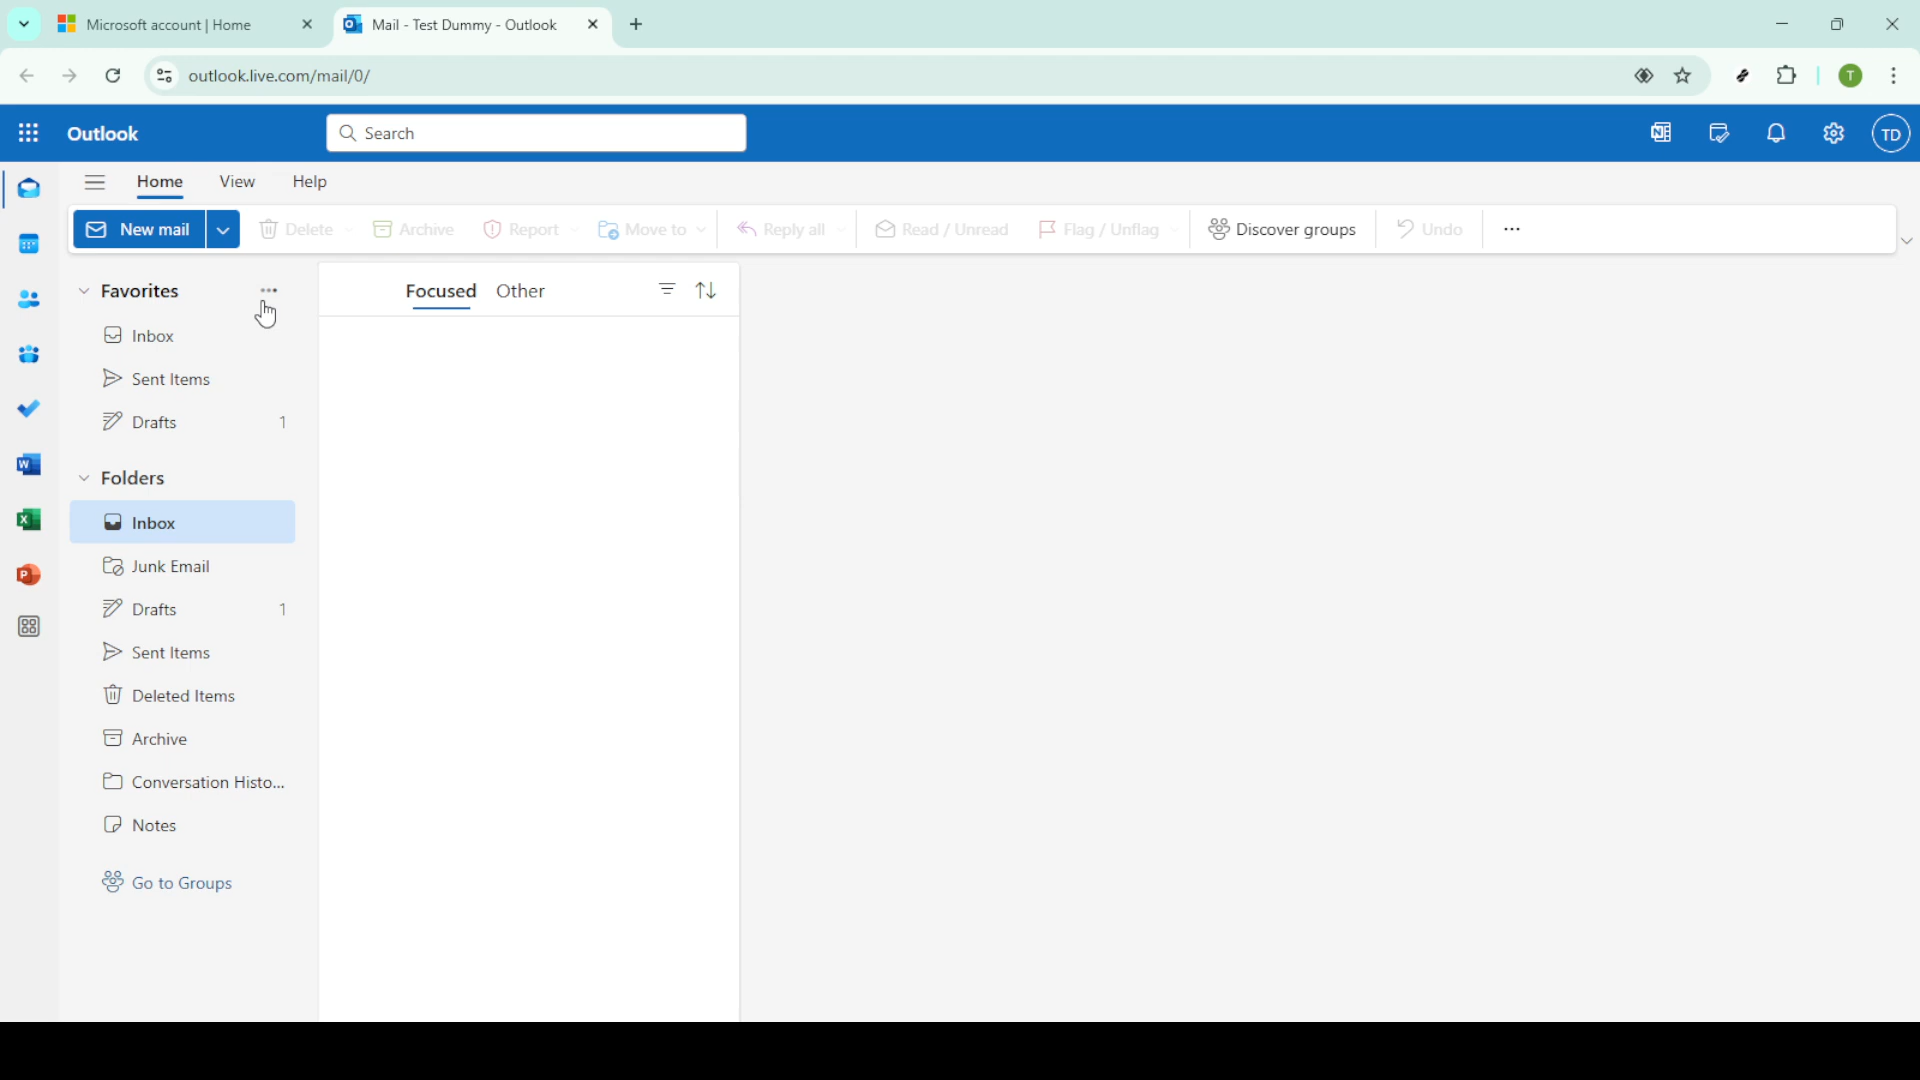 Microsoft account | Home
Mail - Test Dummy - Outlook
outlook.live.com/mail/0/
T
Outlook
Search
TD
Home View Help
New mail Delete Archive Report Move to Reply all Read / Unread Flag / Unflag Discover groups Undo
Favorites
Focused Other
Inbox
Sent Items
Drafts 1
Folders
Inbox
Junk Email
Drafts 1
Sent Items
Deleted Items
Archive
Conversation Histo...
Notes
Go to Groups